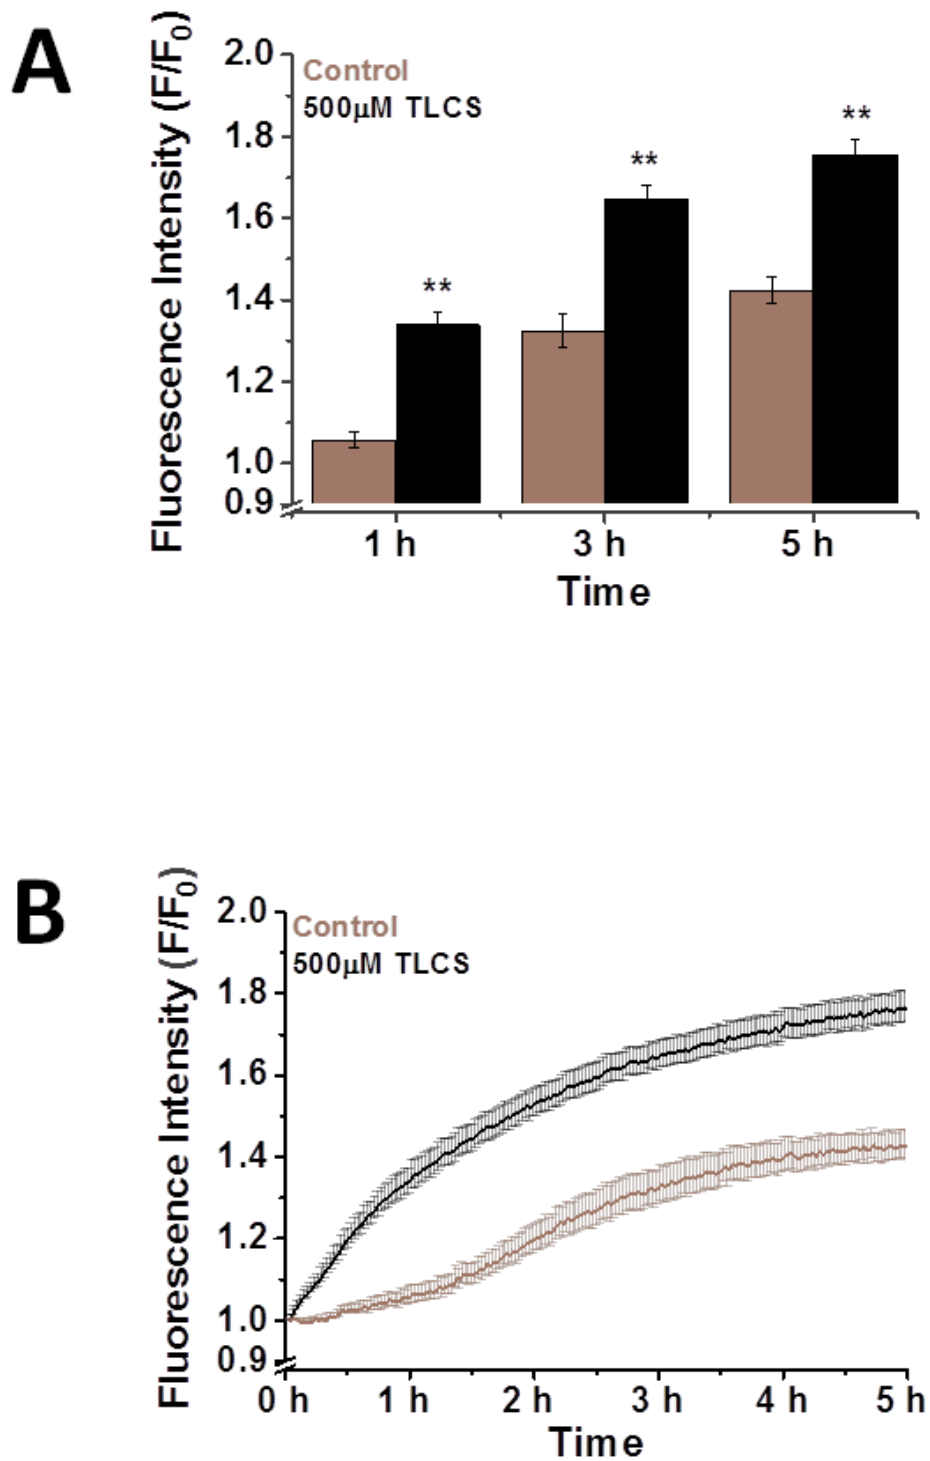 A
Fluorescence Intensity (F/F0)
2.0
1.8
1.6
1.4
1.2
1.0
0.9
Control
500μM TLCS
**
**
**
1 h
3 h
5 h
Time
B
Fluorescence Intensity (F/F0)
2.0
1.8
1.6
1.4
1.2
1.0
0.9
Control
500μM TLCS
0 h
1 h
2 h
3 h
4 h
5 h
Time